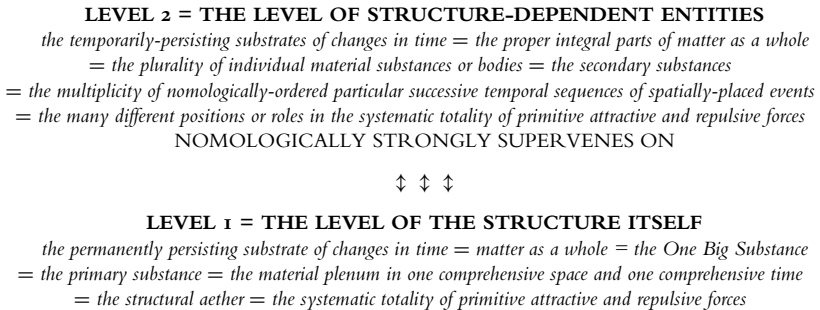 LEVEL 2 = THE LEVEL OF STRUCTURE-DEPENDENT ENTITIES
the temporarily-persisting substrates of changes in time = the proper integral parts of matter as a whole
= the plurality of individual material substances or bodies = the secondary substances
= the multiplicity of nomologically-ordered particular successive temporal sequences of spatially-placed events
= the many different positions or roles in the systematic totality of primitive attractive and repulsive forces
NOMOLOGICALLY STRONGLY SUPERVENES ON
↕ ↕ ↕
LEVEL 1 = THE LEVEL OF THE STRUCTURE ITSELF
the permanently persisting substrate of changes in time = matter as a whole = the One Big Substance
= the primary substance = the material plenum in one comprehensive space and one comprehensive time
= the structural aether = the systematic totality of primitive attractive and repulsive forces